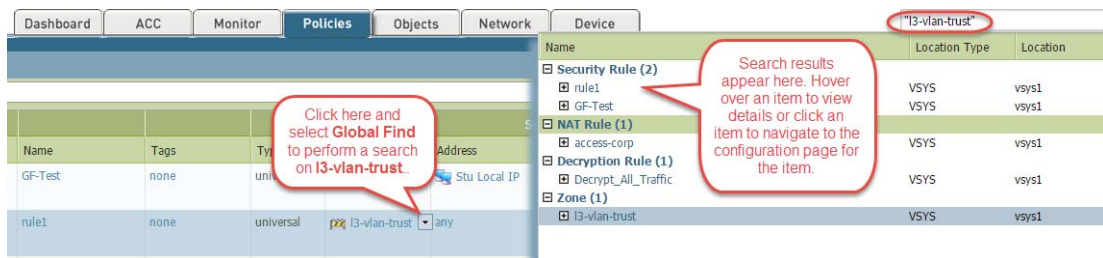 Dashboard ACC Monitor Policies Objects Network Device
"l3-vlan-trust"
Name Tags Address
GF-Test none Stu Local IP
rule1 none universal l3-vlan-trust any
Click here and
select Global Find
to perform a search
on l3-vlan-trust..
Name Location Type Location
Security Rule (2)
rule1 VSYS vsys1
GF-Test VSYS vsys1
NAT Rule (1)
access-corp VSYS vsys1
Decryption Rule (1)
Decrypt_All_Traffic VSYS vsys1
Zone (1)
l3-vlan-trust VSYS vsys1
Search results
appear here. Hover
over an item to view
details or click an
item to navigate to the
configuration page for
the item.